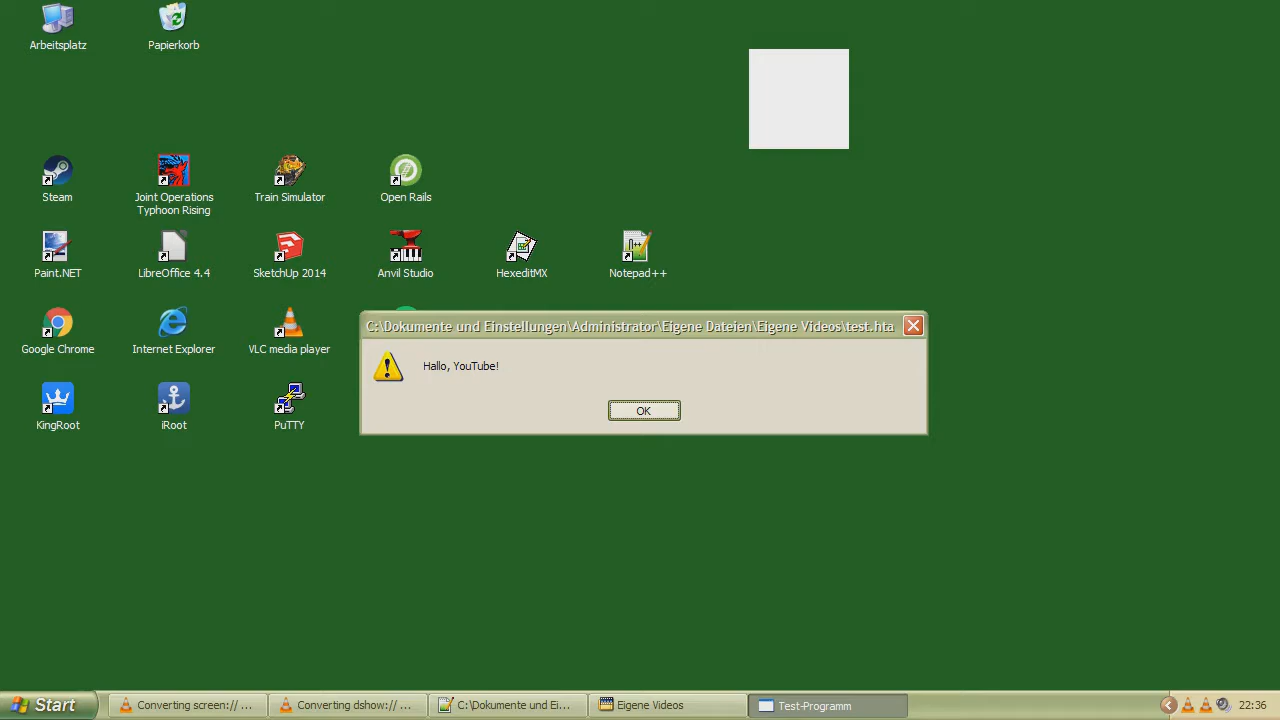 Arbeitsplatz
Papierkorb
Steam
Joint Operations
Typhoon Rising
Train Simulator
Open Rails
Paint.NET
LibreOffice 4.4
SketchUp 2014
Anvil Studio
HexeditMX
Notepad++
Google Chrome
Internet Explorer
VLC media player
C:\Dokumente und Einstellungen\Administrator\Eigene Dateien\Eigene Videos\test.hta
Hallo, YouTube!
OK
KingRoot
iRoot
PuTTY
Start
Converting screen:// ...
Converting dshow:// ...
C:\Dokumente und Ei...
Eigene Videos
Test-Programm
22:36